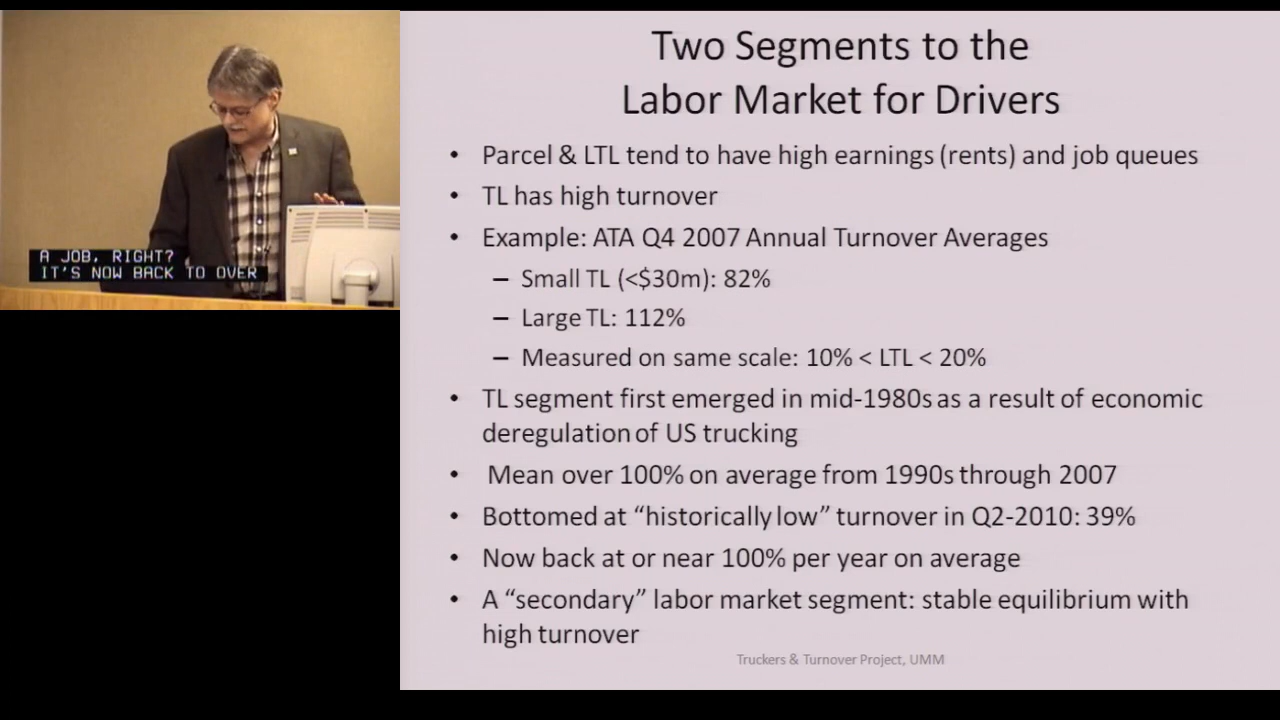 A JOB, RIGHT?
IT'S NOW BACK TO OVER
Two Segments to the
Labor Market for Drivers
• Parcel & LTL tend to have high earnings (rents) and job queues
• TL has high turnover
• Example: ATA Q4 2007 Annual Turnover Averages
– Small TL (<$30m): 82%
– Large TL: 112%
– Measured on same scale: 10% < LTL < 20%
• TL segment first emerged in mid-1980s as a result of economic
deregulation of US trucking
• Mean over 100% on average from 1990s through 2007
• Bottomed at “historically low” turnover in Q2-2010: 39%
• Now back at or near 100% per year on average
• A “secondary” labor market segment: stable equilibrium with
high turnover
Truckers & Turnover Project, UMM